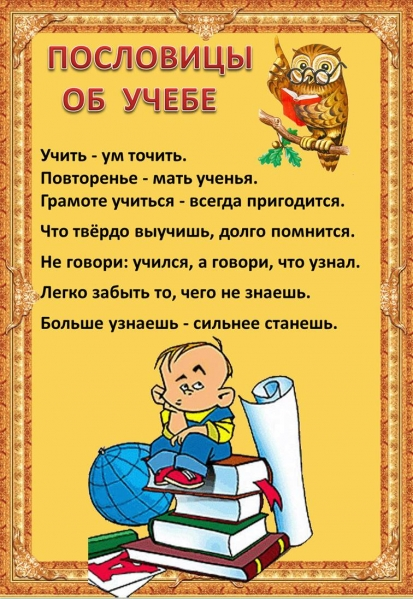 ПОСЛОВИЦЫ
ОБ УЧЕБЕ
Учить - ум точить.
Повторенье - мать ученья.
Грамоте учиться - всегда пригодится.
Что твёрдо выучишь, долго помнится.
Не говори: учился, а говори, что узнал.
Легко забыть то, чего не знаешь.
Больше узнаешь - сильнее станешь.